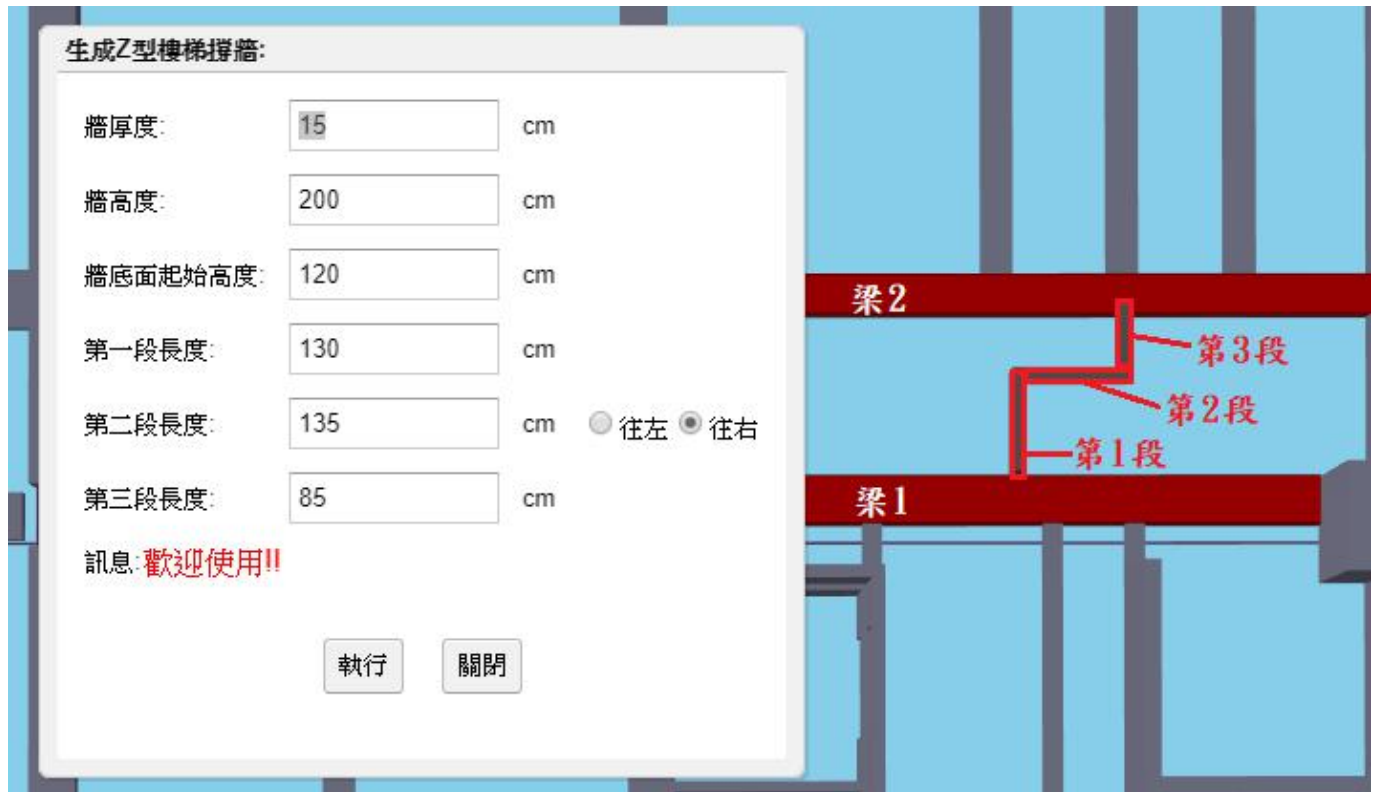 生成Z型樓梯撐牆:
牆厚度: 15 cm
牆高度: 200 cm
牆底面起始高度: 120 cm
第一段長度: 130 cm
第二段長度: 135 cm 往左 往右
第三段長度: 85 cm
訊息:歡迎使用!!
執行 關閉
梁2
第3段
第2段
第1段
梁1